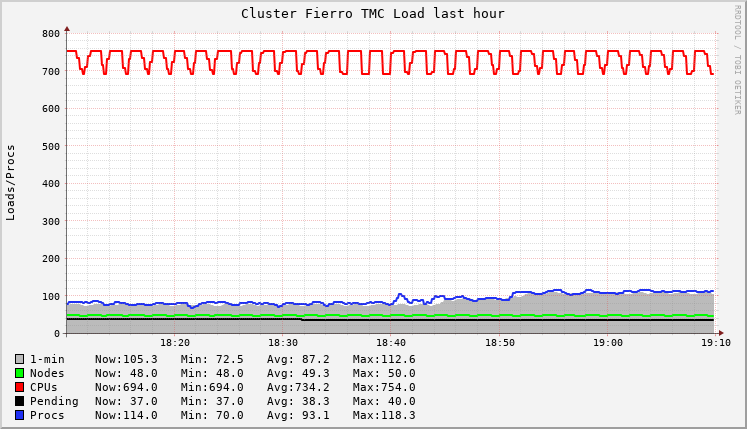 Cluster Fierro TMC Load last hour
RRDTOOL / TOBI OETIKER
Loads/Procs
800
700
600
500
400
300
200
100
0
18:20 18:30 18:40 18:50 19:00 19:10
1-min Now:105.3 Min: 72.5 Avg: 87.2 Max:112.6
Nodes Now: 48.0 Min: 48.0 Avg: 49.3 Max: 50.0
CPUs Now:694.0 Min:694.0 Avg:734.2 Max:754.0
Pending Now: 37.0 Min: 37.0 Avg: 38.3 Max: 40.0
Procs Now:114.0 Min: 70.0 Avg: 93.1 Max:118.3